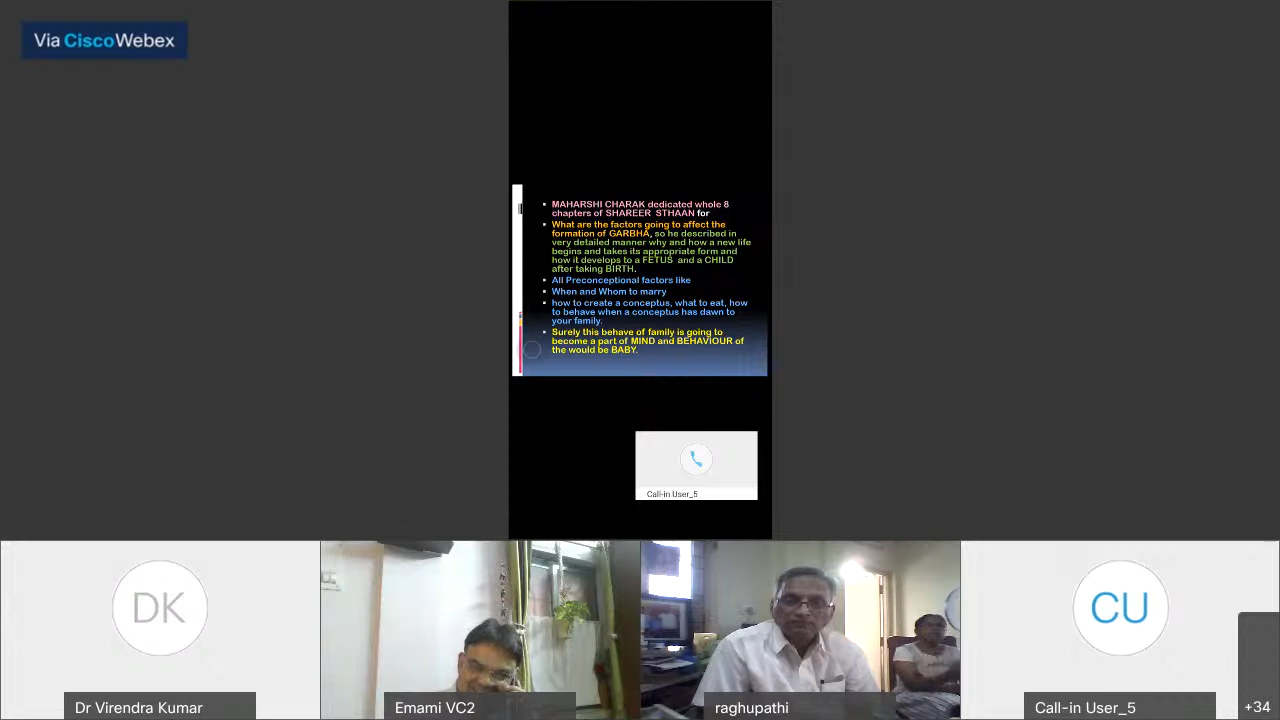 Via CiscoWebex
MAHARSHI CHARAK dedicated whole 8
chapters of SHAREER STHAAN for
What are the factors going to affect the
formation of GARBHA, so he described in
very detailed manner why and how a new life
begins and takes its appropriate form and
how it develops to a FETUS and a CHILD
after taking BIRTH.
All Preconceptional factors like
When and Whom to marry
how to create a conceptus, what to eat, how
to behave when a conceptus has dawn to
your family.
Surely this behave of family is going to
become a part of MIND and BEHAVIOUR of
the would be BABY.
Call-in User_5
DK
CU
Dr Virendra Kumar
Emami VC2
raghupathi
Call-in User_5
+34